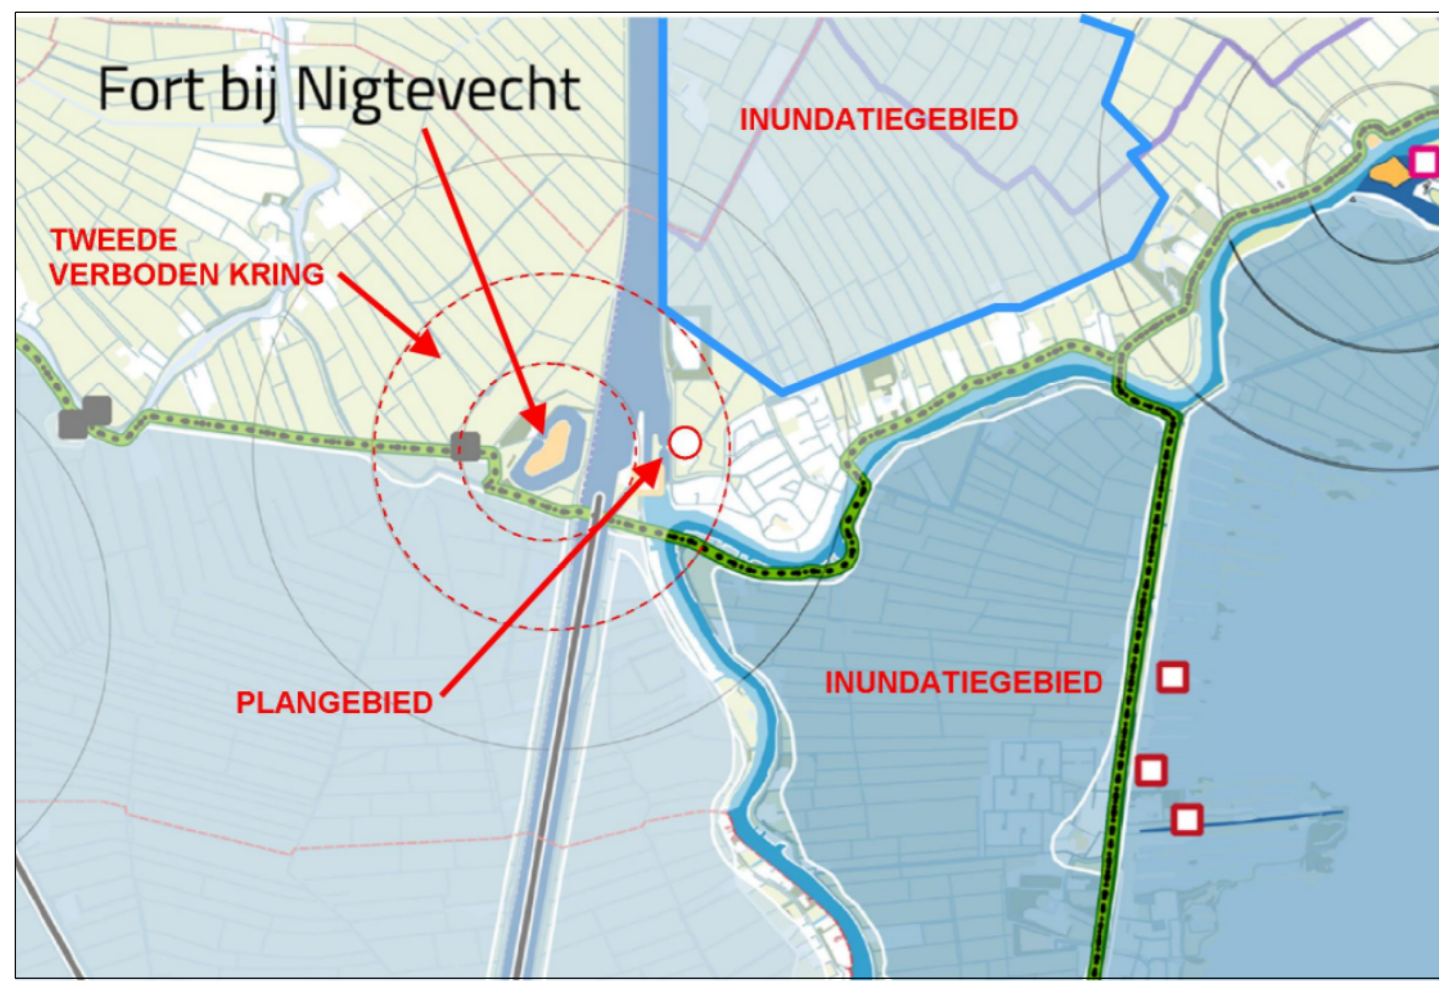 Fort bij Nigtevecht
INUNDATIEGEBIED
TWEEDE
VERBODEN KRING
PLANGEBIED
INUNDATIEGEBIED